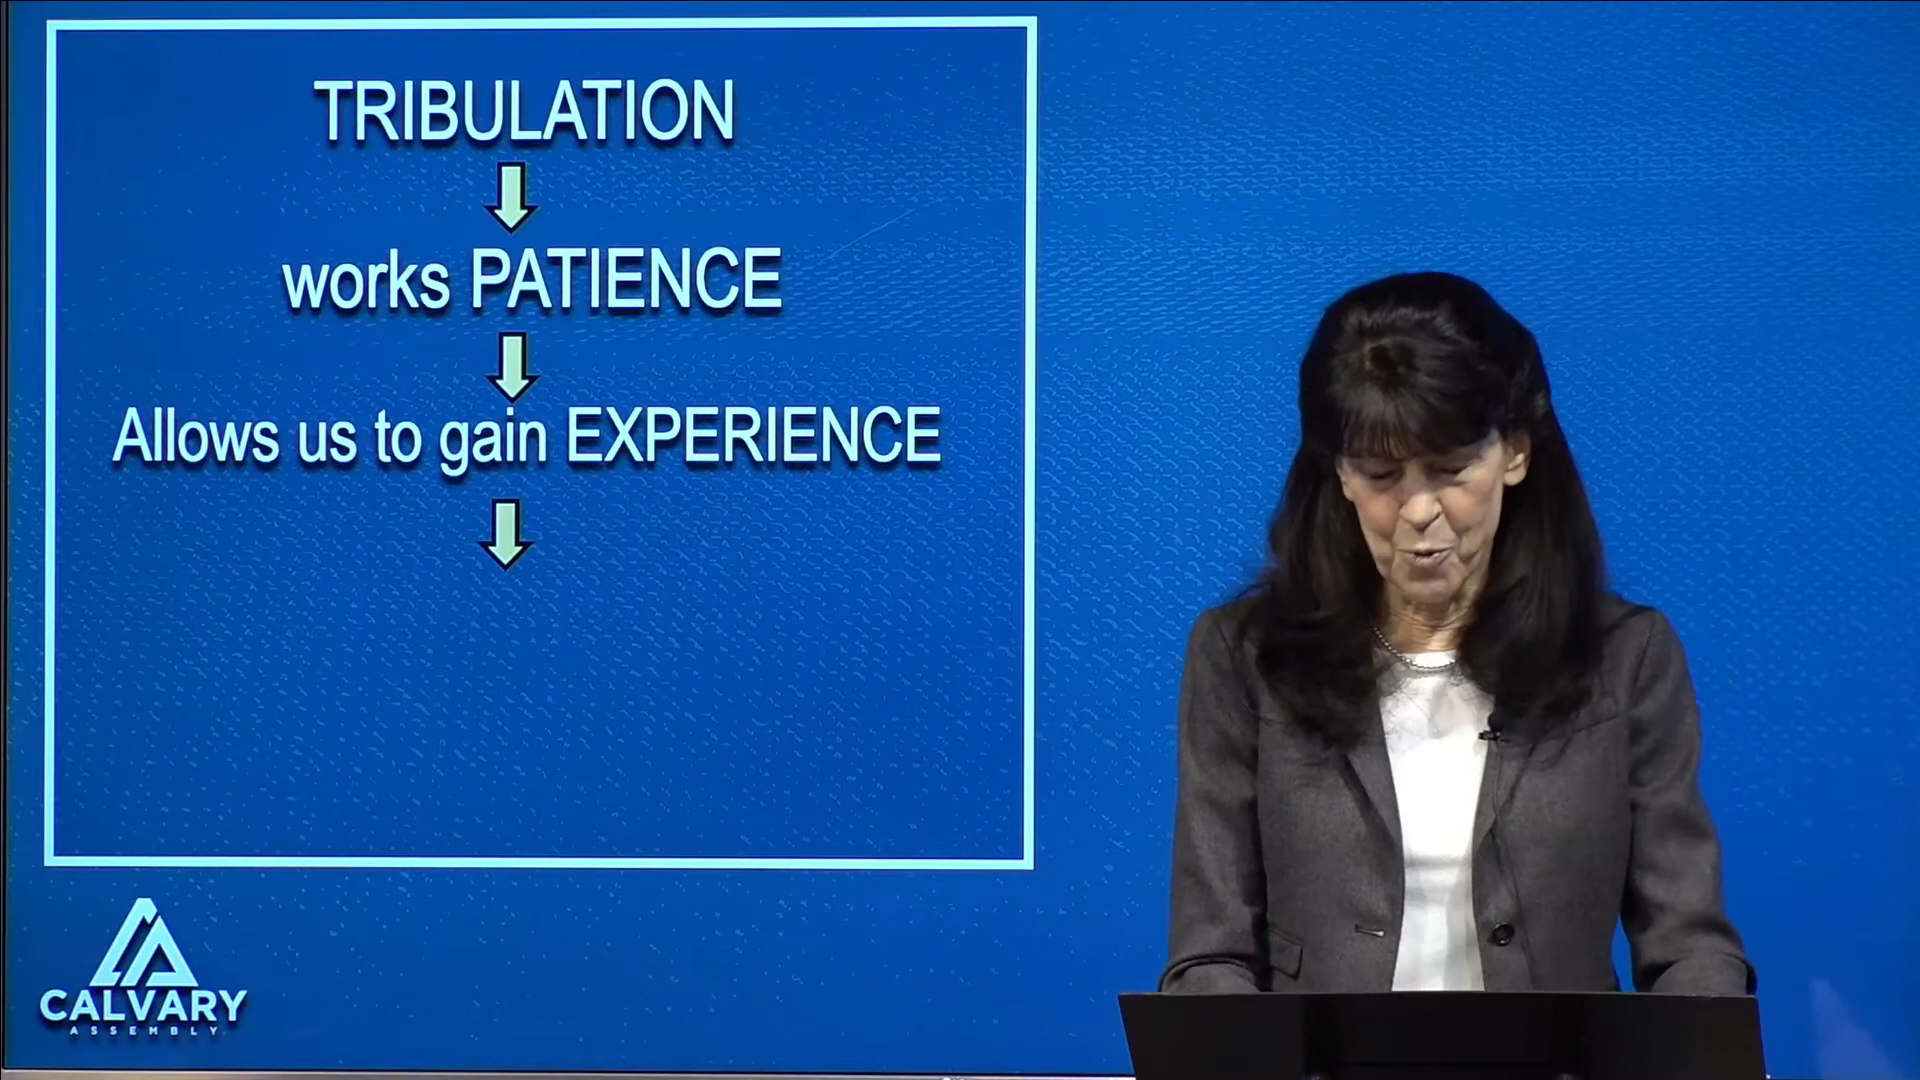 TRIBULATION
works PATIENCE
Allows us to gain EXPERIENCE
CALVARY
ASSEMBLY